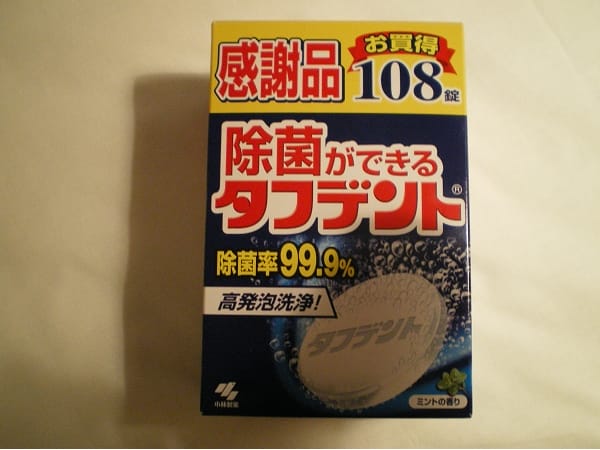 感謝品
お買得
108錠
除菌ができる
タフデント®
除菌率99.9%
高発泡洗浄!
タフデント
小林製薬
ミントの香り